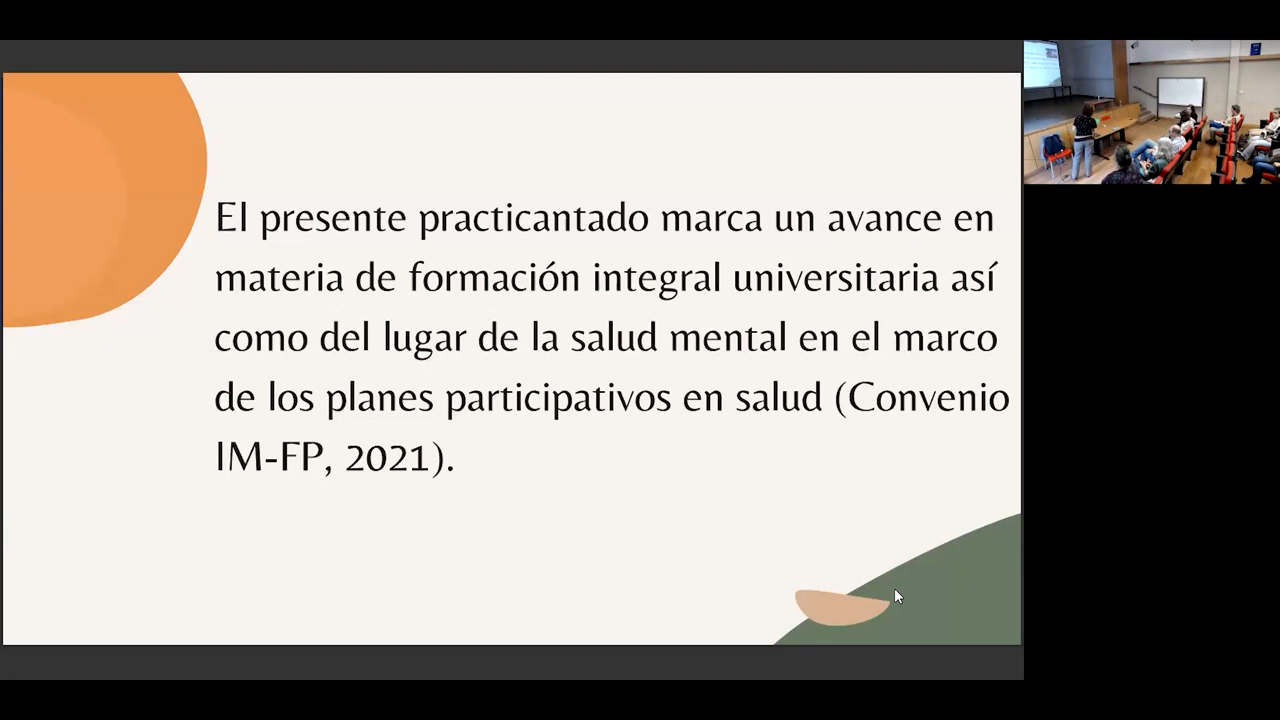 El presente practicantado marca un avance en
materia de formación integral universitaria así
como del lugar de la salud mental en el marco
de los planes participativos en salud (Convenio
IM-FP, 2021).